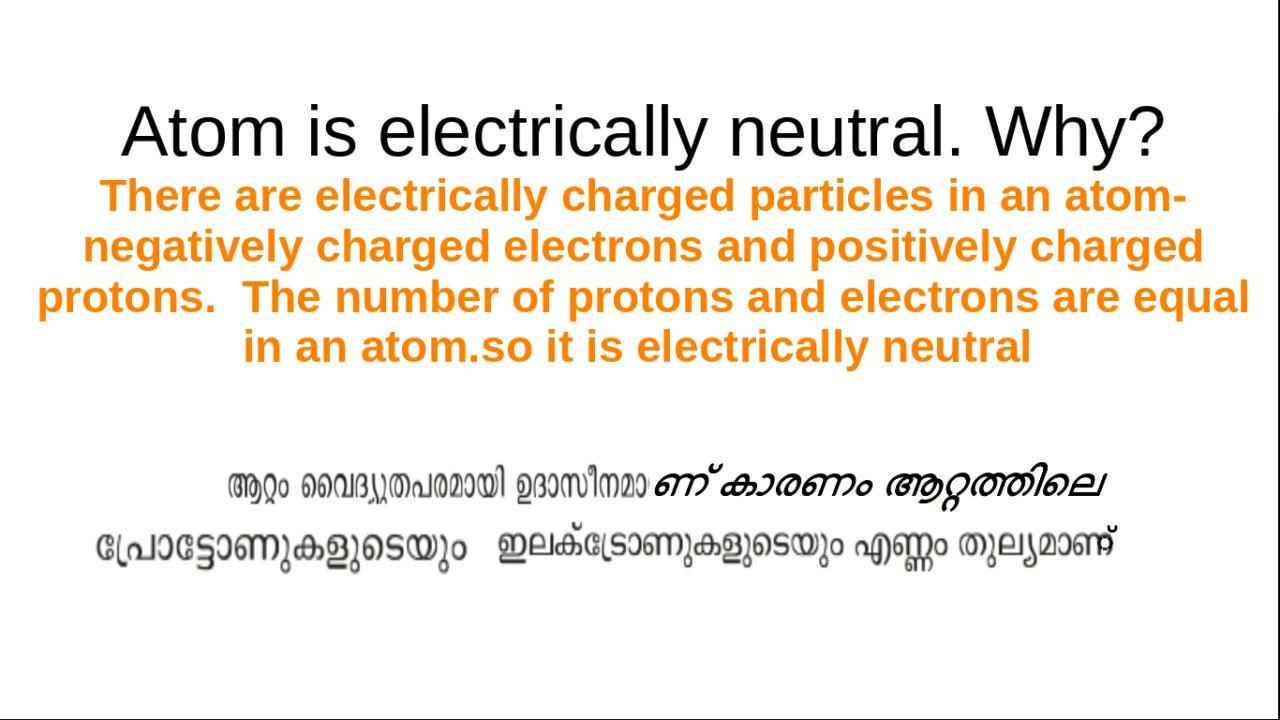 Atom is electrically neutral. Why?
There are electrically charged particles in an atom-
negatively charged electrons and positively charged
protons.  The number of protons and electrons are equal
in an atom.so it is electrically neutral
ആറ്റം വൈദ്യുതപരമായി ഉദാസീനമാണ് കാരണം ആറ്റത്തിലെ
പ്രോട്ടോണുകളുടെയും ഇലക്ട്രോണുകളുടെയും എണ്ണം തുല്യമാണ്